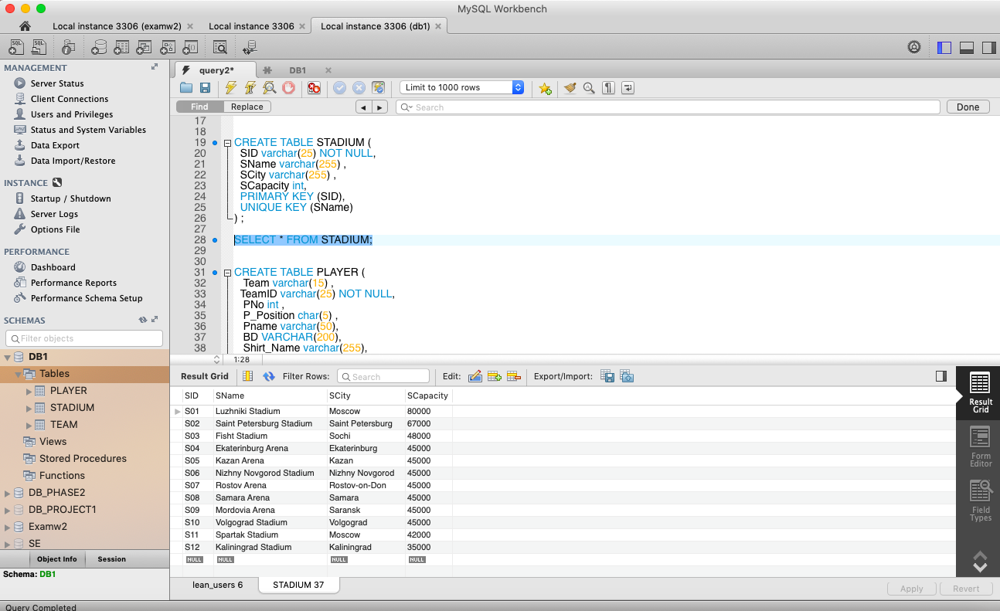 MySQL Workbench
Local instance 3306 (examw2) Local instance 3306 Local instance 3306 (db1)
MANAGEMENT
Server Status
Client Connections
Users and Privileges
Status and System Variables
Data Export
Data Import/Restore
INSTANCE
Startup / Shutdown
Server Logs
Options File
PERFORMANCE
Dashboard
Performance Reports
Performance Schema Setup
SCHEMAS
Filter objects
DB1
Tables
PLAYER
STADIUM
TEAM
Views
Stored Procedures
Functions
DB_PHASE2
DB_PROJECT1
Examw2
SE
Object Info Session
Schema: DB1
query2* DB1
Limit to 1000 rows
Find Replace Search Done
17
18
19 CREATE TABLE STADIUM (
20 SID varchar(25) NOT NULL,
21 SName varchar(255) ,
22 SCity varchar(255) ,
23 SCapacity int,
24 PRIMARY KEY (SID),
25 UNIQUE KEY (SName)
26 ) ;
27
28 SELECT * FROM STADIUM;
29
30
31 CREATE TABLE PLAYER (
32 Team varchar(15) ,
33 TeamID varchar(25) NOT NULL,
34 PNo int ,
35 P_Position char(5) ,
36 Pname varchar(50),
37 BD VARCHAR(200),
38 Shirt_Name varchar(255),
1:28
Result Grid Filter Rows: Search Edit: Export/Import:
SID SName SCity SCapacity
S01 Luzhniki Stadium Moscow 80000
S02 Saint Petersburg Stadium Saint Petersburg 67000
S03 Fisht Stadium Sochi 48000
S04 Ekaterinburg Arena Ekaterinburg 45000
S05 Kazan Arena Kazan 45000
S06 Nizhny Novgorod Stadium Nizhny Novgorod 45000
S07 Rostov Arena Rostov-on-Don 45000
S08 Samara Arena Samara 45000
S09 Mordovia Arena Saransk 45000
S10 Volgograd Stadium Volgograd 45000
S11 Spartak Stadium Moscow 42000
S12 Kaliningrad Stadium Kaliningrad 35000
NULL NULL NULL NULL
Result
Grid
Form
Editor
Field
Types
lean_users 6 STADIUM 37
Apply Revert
Query Completed